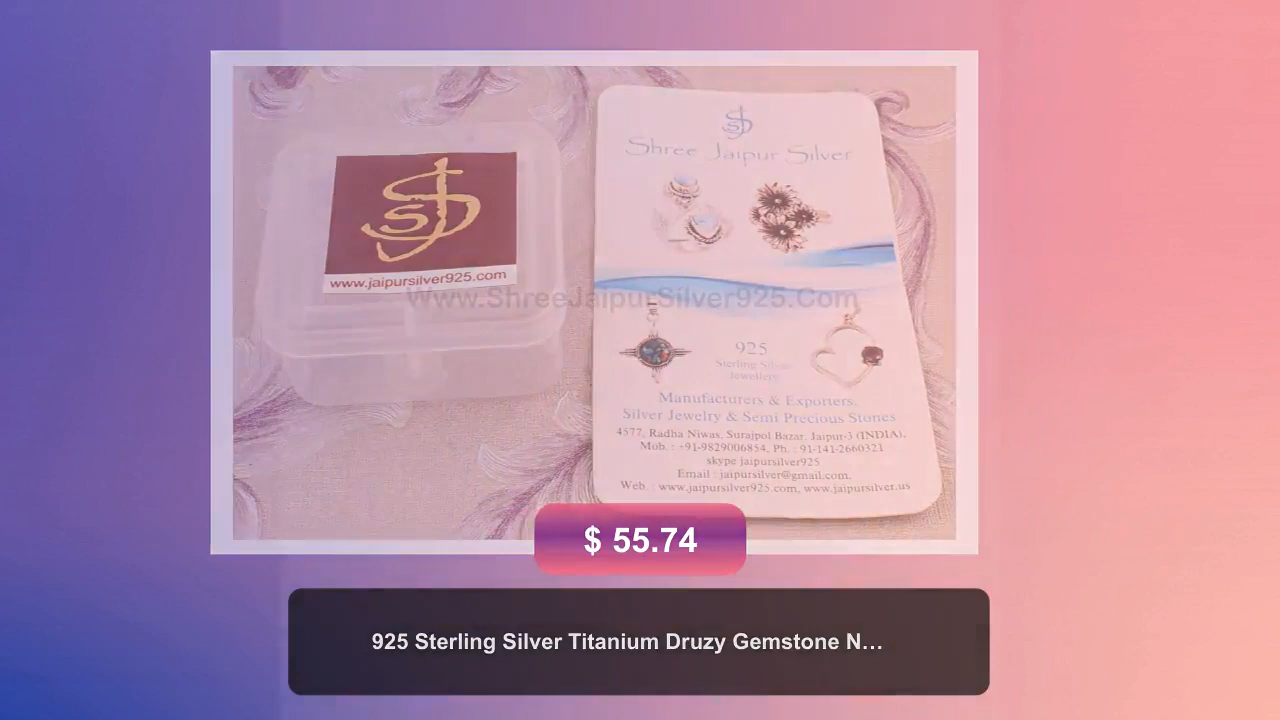 SJS
www.jaipursilver925.com
SJS
Shree Jaipur Silver
Www.ShreeJaipurSilver925.Com
925
Sterling Silver
Jewellery
Manufacturers & Exporters,
Silver Jewelry & Semi Precious Stones
4577, Radha Niwas, Surajpol Bazar, Jaipur-3 (INDIA).
Mob. : +91-9829006854, Ph. : 91-141-2660321
skype jaipursilver925
Email : jaipursilver@gmail.com.
Web : www.jaipursilver925.com, www.jaipursilver.us
$ 55.74
925 Sterling Silver Titanium Druzy Gemstone N...